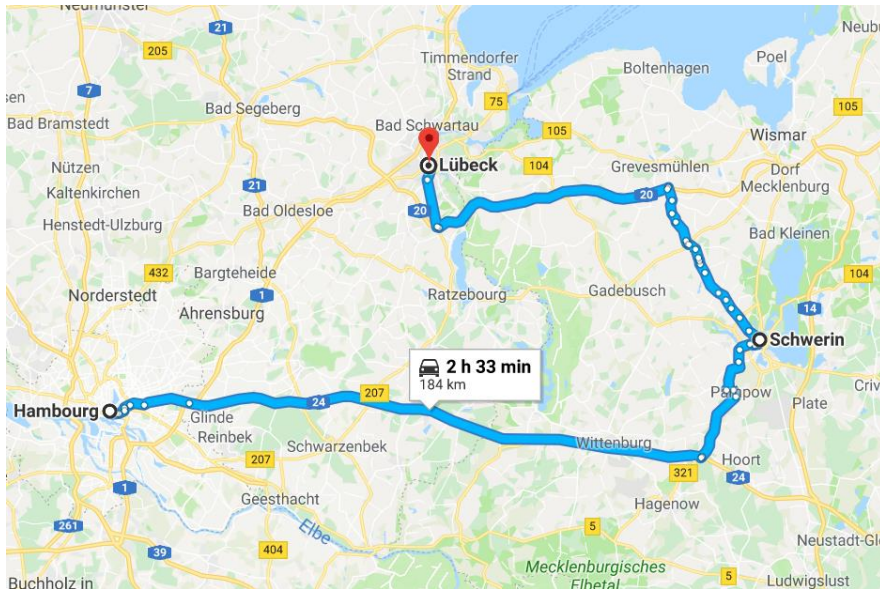 Neumünster
21
205
7
Timmendorfer
Strand
Boltenhagen
Poel
Neubu
sen
Bad Segeberg
75
105
Bad Bramstedt
Bad Schwartau
105
Wismar
Nützen
Lübeck
104
Grevesmühlen
Dorf
Mecklenburg
Kaltenkirchen
21
20
20
Henstedt-Ulzburg
Bad Oldesloe
Bad Kleinen
432
Bargteheide
104
Norderstedt
1
Ratzebourg
Gadebusch
14
Ahrensburg
Schwerin
2 h 33 min
184 km
207
24
Pampow
Criv
Hambourg
Glinde
Plate
Reinbek
Schwarzenbek
Wittenburg
207
321
Hoort
24
1
Geesthacht
Hagenow
261
Elbe
5
39
404
Neustadt-Gle
Mecklenburgisches
Elbetal
5
Buchholz in
Ludwigslust